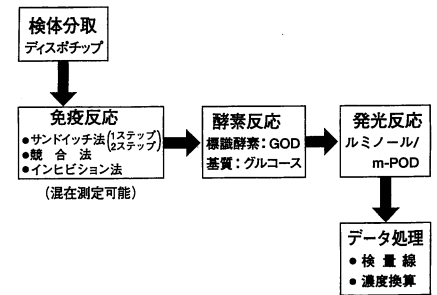 検体分取
ディスポチップ
免疫反応
●サンドイッチ法(1ステップ 2ステップ)
●競合法
●インヒビション法
(混在測定可能)
酵素反応
標識酵素:GOD
基質:グルコース
発光反応
ルミノール/
m-POD
データ処理
●検量線
●濃度換算